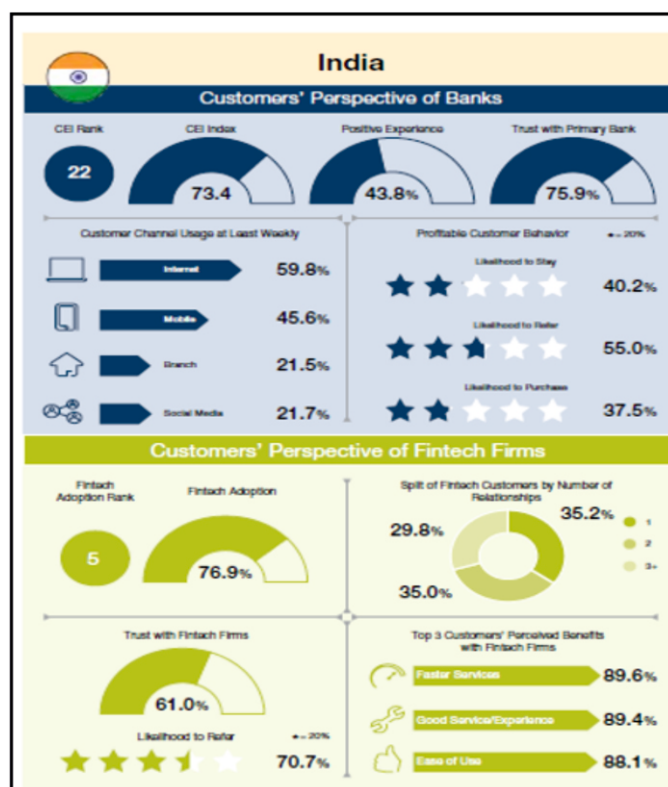 India
Customers' Perspective of Banks
CEI Rank
CEI Index
Positive Experience
Trust with Primary Bank
22
73.4
43.8%
75.9%
Customer Channel Usage at Least Weekly
Internet
59.8%
Mobile
45.6%
Branch
21.5%
Social Media
21.7%
Profitable Customer Behavior
★ = 20%
Likelihood to Stay
40.2%
Likelihood to Refer
55.0%
Likelihood to Purchase
37.5%
Customers' Perspective of Fintech Firms
Fintech
Adoption Rank
5
Fintech Adoption
76.9%
Split of Fintech Customers by Number of
Relationships
35.2%
29.8%
35.0%
1
2
3+
Trust with Fintech Firms
61.0%
Likelihood to Refer
★ = 20%
70.7%
Top 3 Customers' Perceived Benefits
with Fintech Firms
Faster Services
89.6%
Good Service/Experience
89.4%
Ease of Use
88.1%